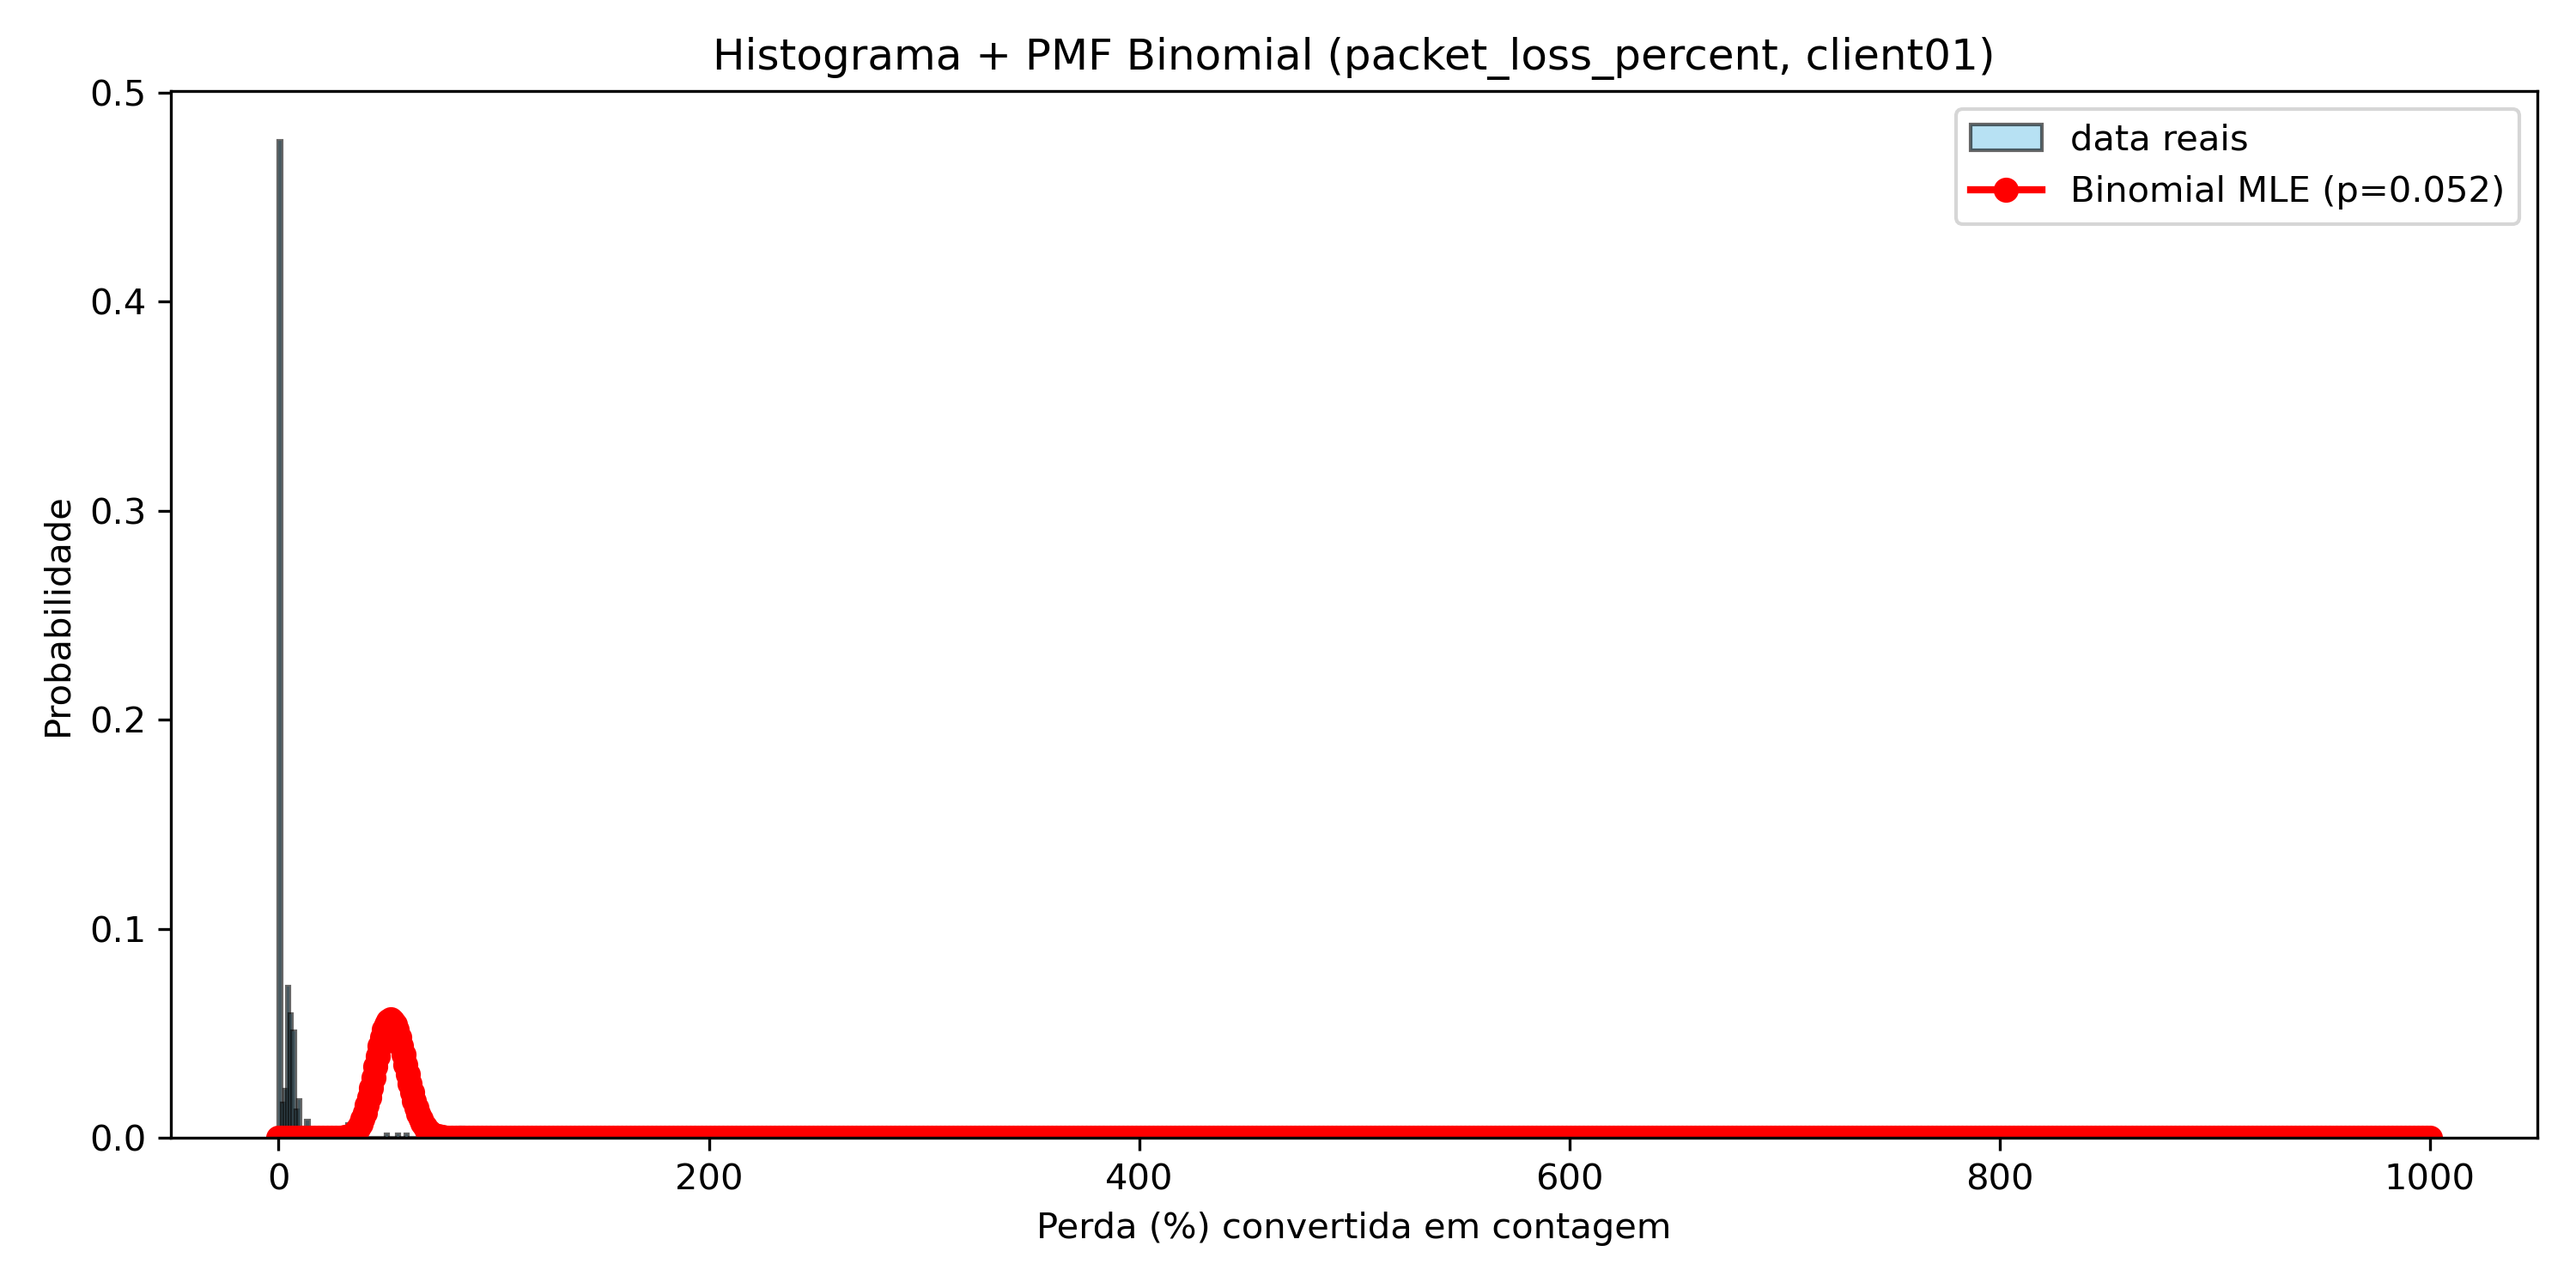 Histograma + PMF Binomial (packet_loss_percent, client01)
data reais
Binomial MLE (p=0.052)
Probabilidade
0.5
0.4
0.3
0.2
0.1
0.0
0
200
400
600
800
1000
Perda (%) convertida em contagem